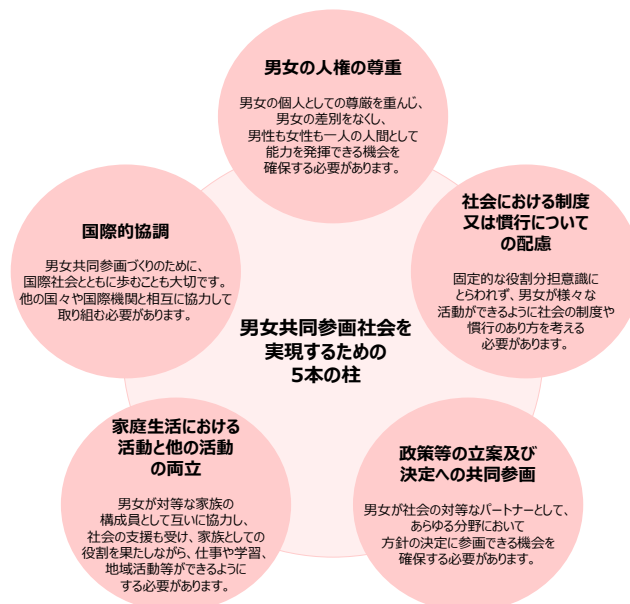 男女の人権の尊重
男女の個人としての尊厳を重んじ、
男女の差別をなくし、
男性も女性も一人の人間として
能力を発揮できる機会を
確保する必要があります。
社会における制度
又は慣行について
の配慮
固定的な役割分担意識に
とらわれず、男女が様々な
活動ができるように社会の制度や
慣行のあり方を考える
必要があります。
政策等の立案及び
決定への共同参画
男女が社会の対等なパートナーとして、
あらゆる分野において
方針の決定に参画できる機会を
確保する必要があります。
家庭生活における
活動と他の活動
の両立
男女が対等な家族の
構成員として互いに協力し、
社会の支援も受け、家族としての
役割を果たしながら、仕事や学習、
地域活動等ができるように
する必要があります。
国際的協調
男女共同参画づくりのために、
国際社会とともに歩むことも大切です。
他の国々や国際機関と相互に協力して
取り組む必要があります。
男女共同参画社会を
実現するための
5本の柱